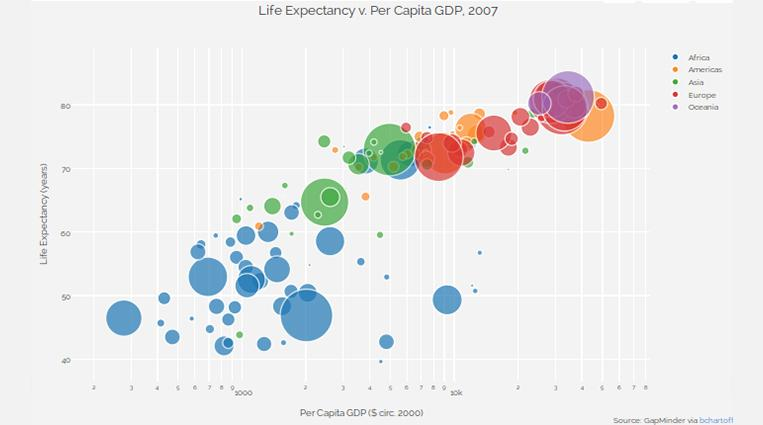 Life Expectancy v. Per Capita GDP, 2007
Africa
Americas
Asia
Europe
Oceania
Life Expectancy (years)
80
70
60
50
40
2 3 4 5 6 7 8 9 1000 2 3 4 5 6 7 8 9 10k 2 3 4 5 6 7 8
Per Capita GDP ($ circ. 2000)
Source: GapMinder via bchartoff